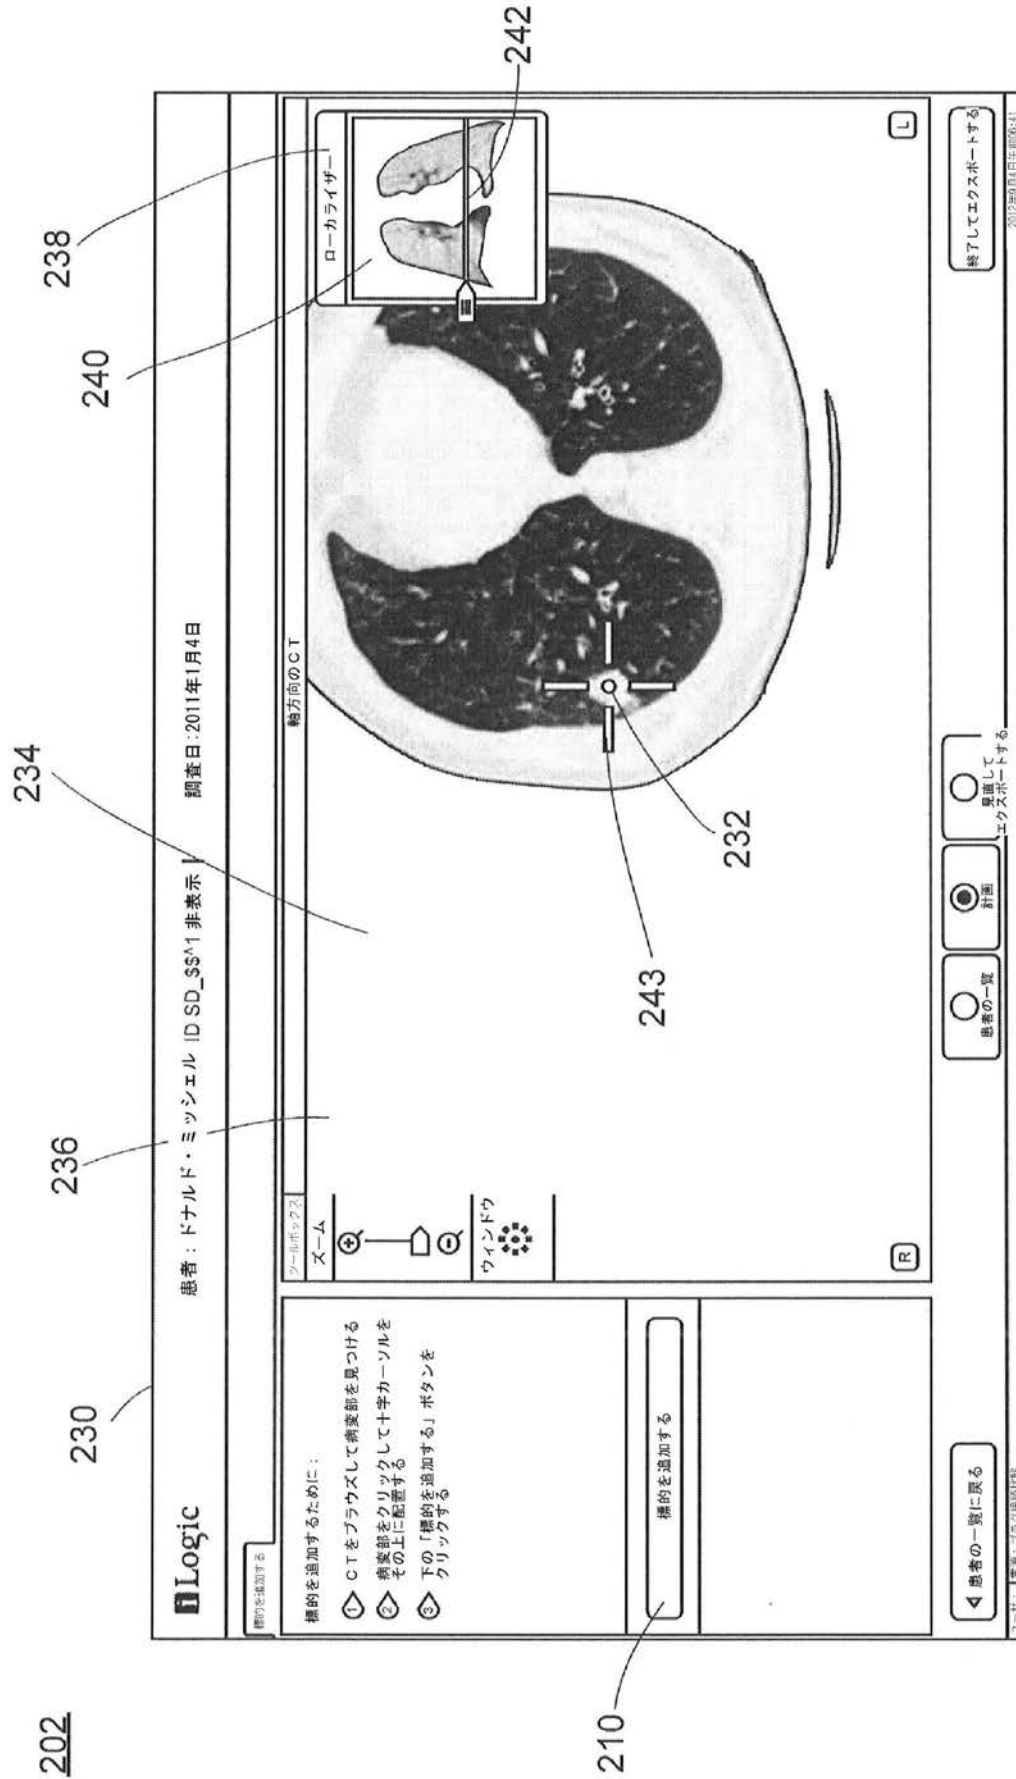 202
230
236
234
240
238
242
iLogic
患者：ドナルド・ミッシェル ID SD_$$^1 非表示 | 調査日：2011年1月4日
標的を追加する
標的を追加するために：
1 CTをブラウズして病変部を見つける
2 病変部をクリックして十字カーソルを
その上に配置する
3 下の「標的を追加する」ボタンを
クリックする
標的を追加する
210
ツールボックス
ズーム
ウィンドウ
軸方向のCT
ローカライザー
243
232
R
L
患者の一覧に戻る
患者の一覧
計画
見直して
エクスポートする
終了してエクスポートする